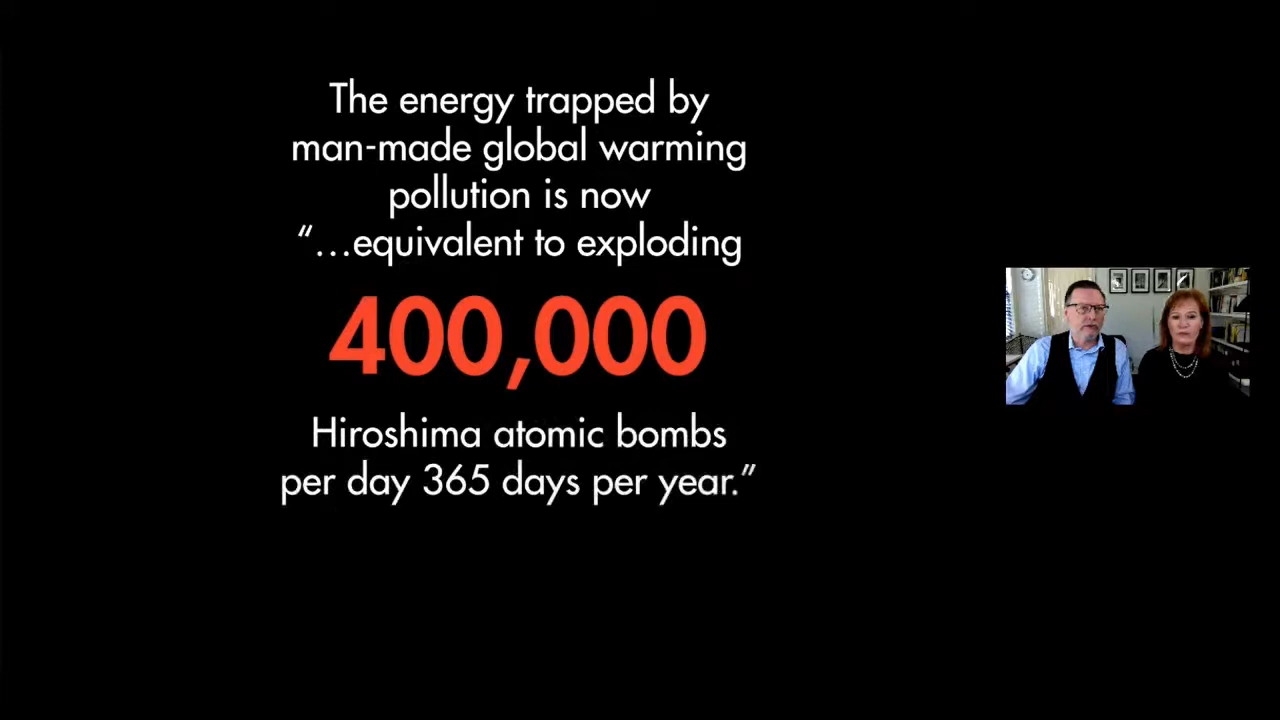 The energy trapped by
man-made global warming
pollution is now
“...equivalent to exploding
400,000
Hiroshima atomic bombs
per day 365 days per year.”